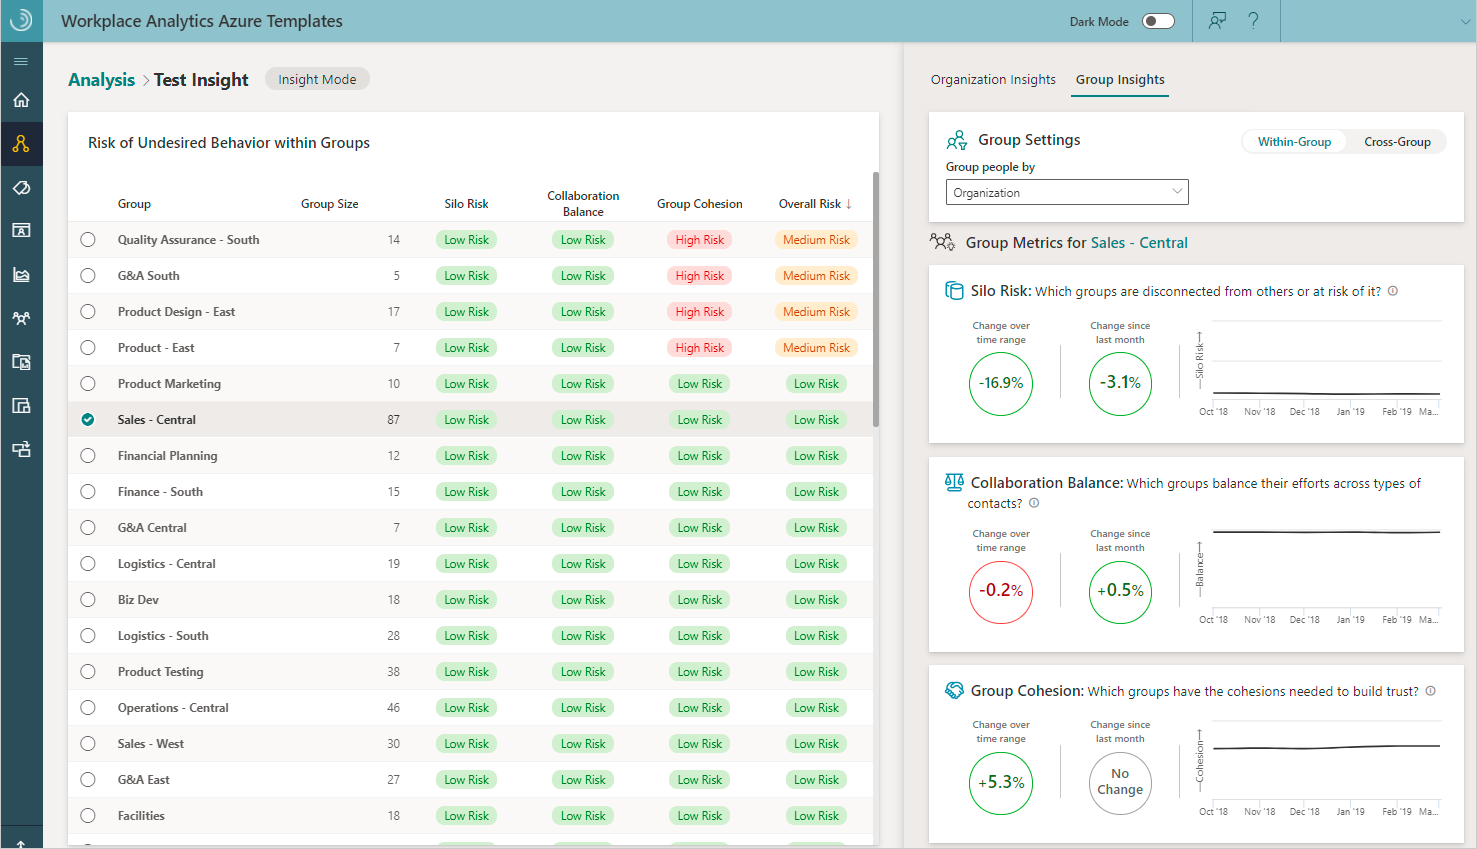 Workplace Analytics Azure Templates
Dark Mode
?
Analysis > Test Insight
Insight Mode
Risk of Undesired Behavior within Groups
Group Group Size Silo Risk Collaboration Group Cohesion Overall Risk ↓
Balance
Quality Assurance - South 14 Low Risk Low Risk High Risk Medium Risk
G&A South 5 Low Risk Low Risk High Risk Medium Risk
Product Design - East 17 Low Risk Low Risk High Risk Medium Risk
Product - East 7 Low Risk Low Risk High Risk Medium Risk
Product Marketing 10 Low Risk Low Risk Low Risk Low Risk
Sales - Central 87 Low Risk Low Risk Low Risk Low Risk
Financial Planning 12 Low Risk Low Risk Low Risk Low Risk
Finance - South 15 Low Risk Low Risk Low Risk Low Risk
G&A Central 7 Low Risk Low Risk Low Risk Low Risk
Logistics - Central 19 Low Risk Low Risk Low Risk Low Risk
Biz Dev 18 Low Risk Low Risk Low Risk Low Risk
Logistics - South 28 Low Risk Low Risk Low Risk Low Risk
Product Testing 38 Low Risk Low Risk Low Risk Low Risk
Operations - Central 46 Low Risk Low Risk Low Risk Low Risk
Sales - West 30 Low Risk Low Risk Low Risk Low Risk
G&A East 27 Low Risk Low Risk Low Risk Low Risk
Facilities 18 Low Risk Low Risk Low Risk Low Risk
Organization Insights Group Insights
Group Settings
Within-Group Cross-Group
Group people by
Organization
Group Metrics for Sales - Central
Silo Risk: Which groups are disconnected from others or at risk of it?
Change over
time range
-16.9%
Change since
last month
-3.1%
Silo Risk
Oct '18 Nov '18 Dec '18 Jan '19 Feb '19 Ma...
Collaboration Balance: Which groups balance their efforts across types of
contacts?
Change over
time range
-0.2%
Change since
last month
+0.5%
Balance
Oct '18 Nov '18 Dec '18 Jan '19 Feb '19 Ma...
Group Cohesion: Which groups have the cohesions needed to build trust?
Change over
time range
+5.3%
Change since
last month
No
Change
Cohesion
Oct '18 Nov '18 Dec '18 Jan '19 Feb '19 Ma...